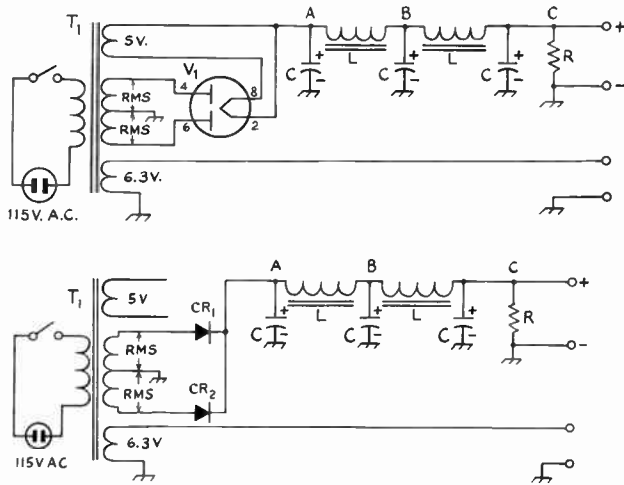 T1
A B C
5V.
V1
4 8
RMS
RMS
6 2
C + -
L
C + -
L
C + -
R
+
-
6.3V.
115V. A.C.
A B C
T1
5V
CR1
RMS
RMS
CR2
C + -
L
C + -
L
C + -
R
+
-
6.3V
115V AC